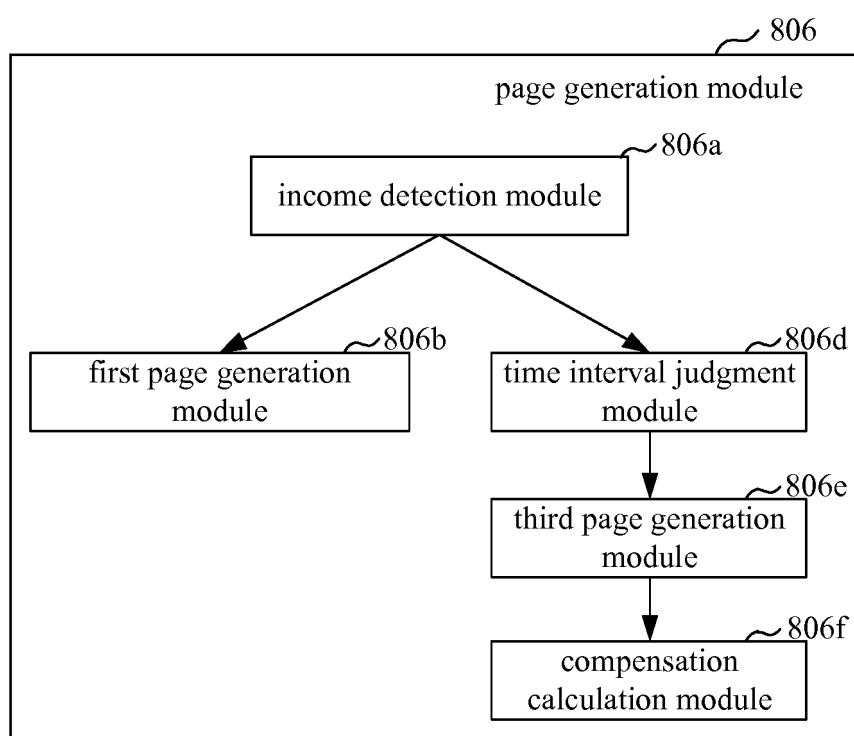 806
page generation module
806a
income detection module
806b
first page generation
module
806d
time interval judgment
module
806e
third page generation
module
806f
compensation
calculation module